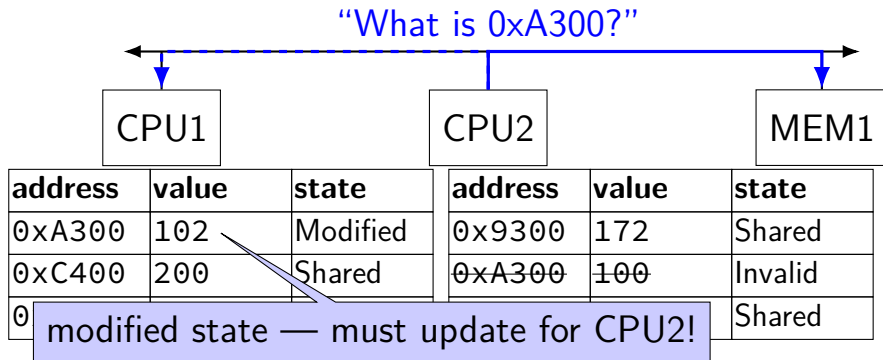 “What is 0xA300?”
CPU1 CPU2 MEM1
address value state address value state
0xA300 102 Modified 0x9300 172 Shared
0xC400 200 Shared 0xA300 100 Invalid
0 Shared
modified state — must update for CPU2!